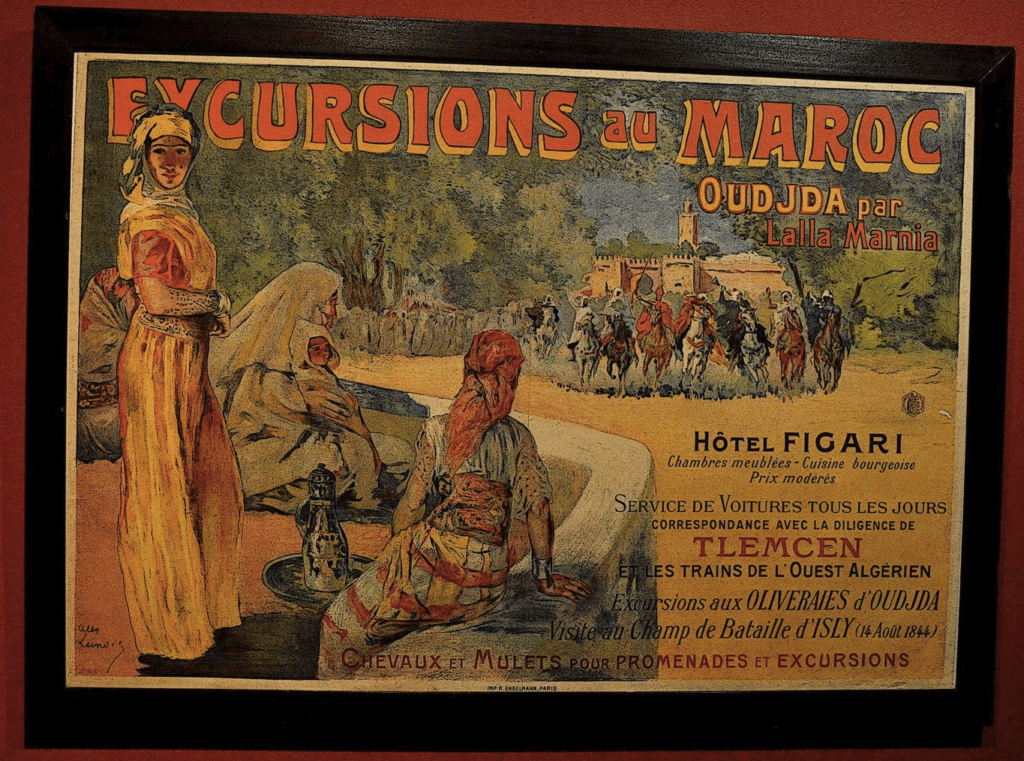 EXCURSIONS au MAROC
OUDJDA par
Lalla Marnia
HÔTEL FIGARI
Chambres meublées - Cuisine bourgeoise
Prix modérés
SERVICE DE VOITURES TOUS LES JOURS
CORRESPONDANCE AVEC LA DILIGENCE DE
TLEMCEN
ET LES TRAINS DE L'OUEST ALGÉRIEN
Excursions aux OLIVERAIES d'OUDJDA
Visite au Champ de Bataille d'ISLY (14 Août 1844)
CHEVAUX ET MULETS POUR PROMENADES ET EXCURSIONS
IMP. R. ENGELMANN, PARIS